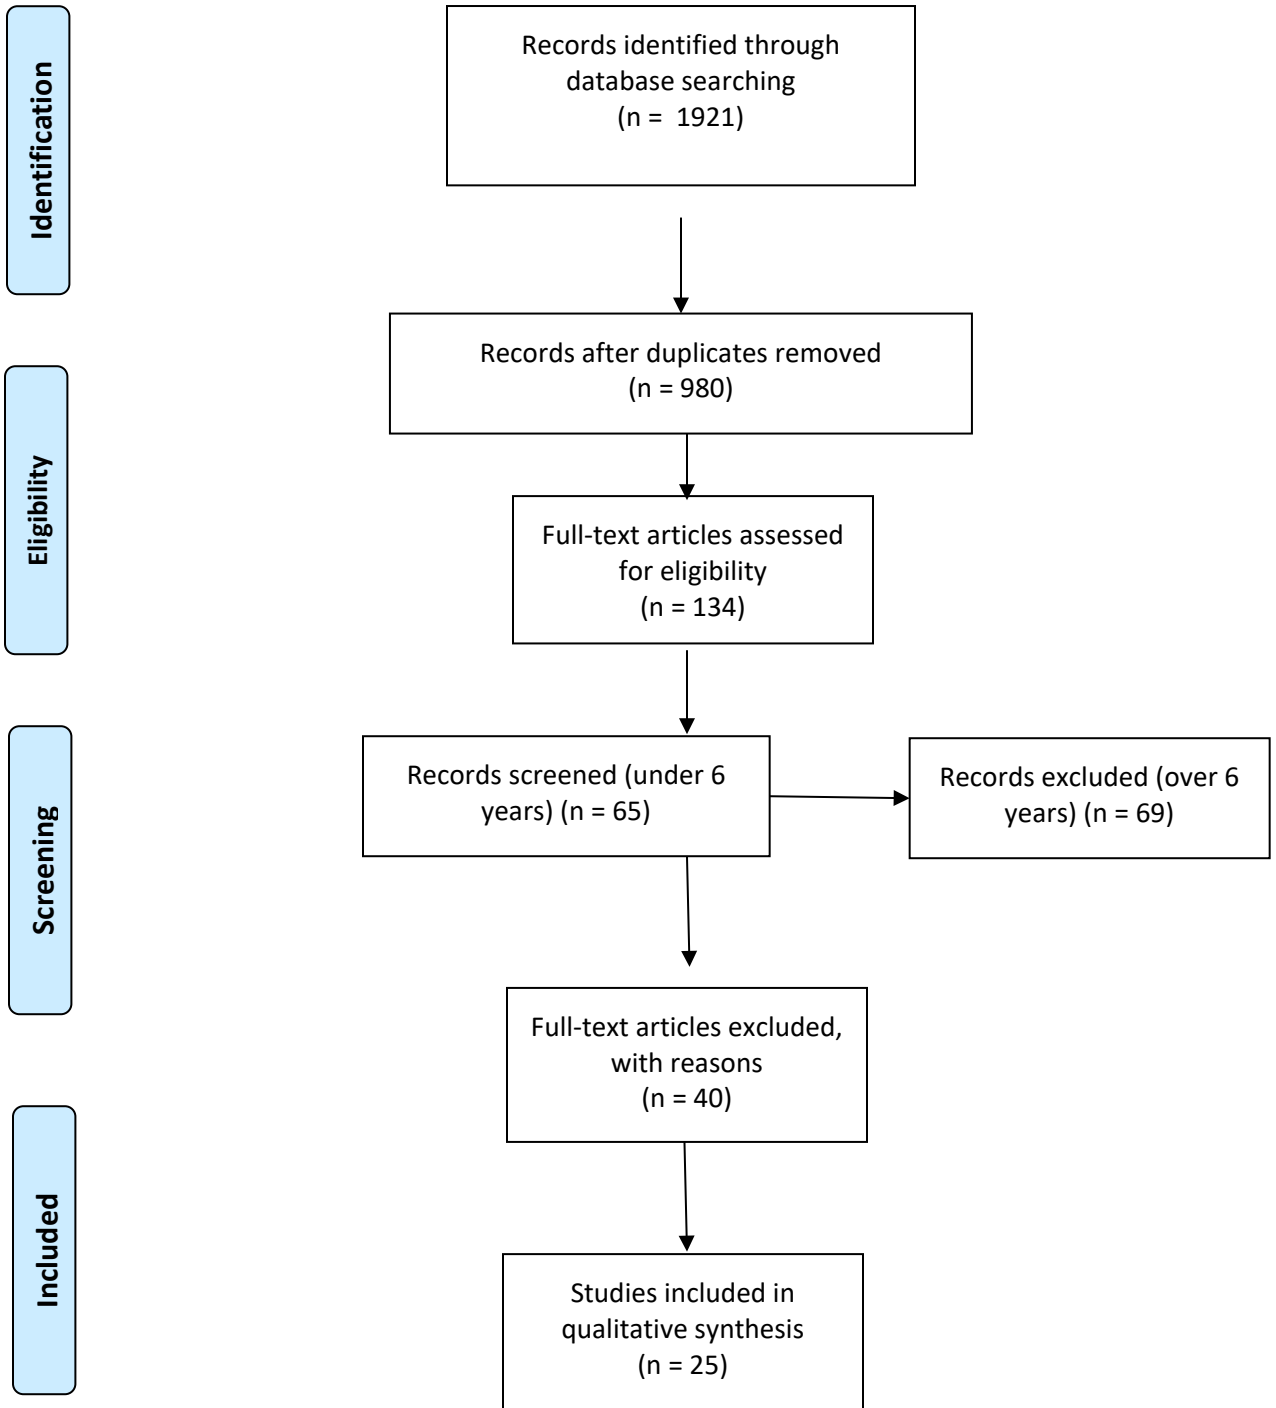 Identification
Records identified through
database searching
(n =  1921)
Records after duplicates removed
(n = 980)
Eligibility
Full-text articles assessed
for eligibility
(n = 134)
Screening
Records screened (under 6
years) (n = 65)
Records excluded (over 6
years) (n = 69)
Full-text articles excluded,
with reasons
(n = 40)
Included
Studies included in
qualitative synthesis
(n = 25)